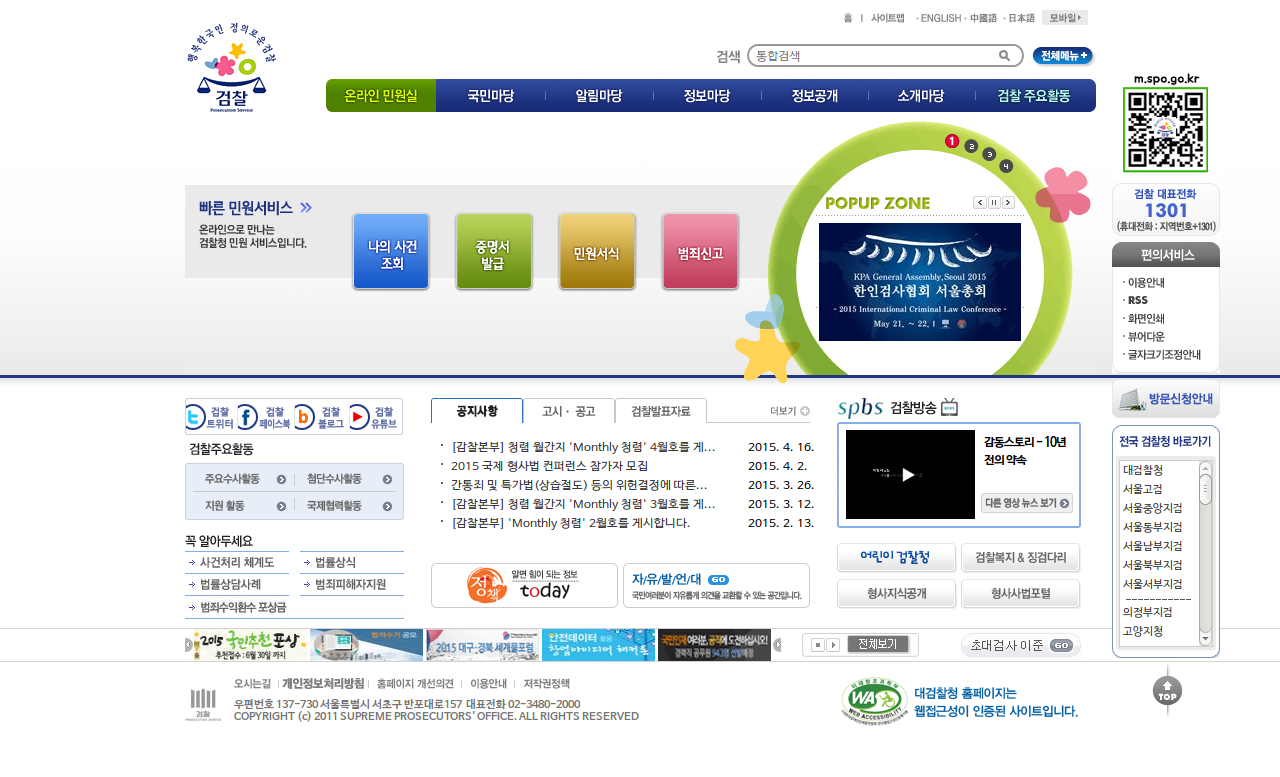 홈 사이트맵 ENGLISH 中國語 日本語 모바일
행복한국민 정의로운검찰
검찰
Prosecution Service
검색 통합검색 전체메뉴
온라인 민원실 국민마당 알림마당 정보마당 정보공개 소개마당 검찰 주요활동
m.spo.go.kr
빠른 민원서비스
온라인으로 만나는
검찰청 민원 서비스입니다.
나의 사건
조회
증명서
발급
민원서식
범죄신고
1 2 3 4
POPUP ZONE
KPA General Assembly, Seoul 2015
한인검사협회 서울총회
- 2015 International Criminal Law Conference -
May 21. ~ 22.
검찰 대표전화
1301
(휴대전화 : 지역번호+1301)
편의서비스
이용안내
RSS
화면인쇄
뷰어다운
글자크기조정안내
방문신청안내
전국 검찰청 바로가기
대검찰청
서울고검
서울중앙지검
서울동부지검
서울남부지검
서울북부지검
서울서부지검
-----------
의정부지검
고양지청
TOP
검찰
트위터
검찰
페이스북
검찰
블로그
검찰
유튜브
검찰주요활동
주요수사활동 첨단수사활동
지원 활동 국제협력활동
꼭 알아두세요
사건처리 체계도 법률상식
법률상담사례 범죄피해자지원
범죄수익환수 포상금
공지사항 고시 · 공고 검찰발표자료 더보기
· [감찰본부] 청렴 월간지 'Monthly 청렴' 4월호를 게... 2015. 4. 16.
· 2015 국제 형사법 컨퍼런스 참가자 모집 2015. 4. 2.
· 간통죄 및 특가법(상습절도) 등의 위헌결정에 따른... 2015. 3. 26.
· [감찰본부] 청렴 월간지 'Monthly 청렴' 3월호를 게... 2015. 3. 12.
· [감찰본부] 'Monthly 청렴' 2월호를 게시합니다. 2015. 2. 13.
정책
알면 힘이 되는 정보
today
자/유/발/언/대 GO
국민여러분이 자유롭게 의견을 교환할 수 있는 공간입니다.
spbs 검찰방송
감동스토리 - 10년
전의 약속
다른 영상 뉴스 보기
어린이 검찰청 검찰복지 & 징검다리
형사지식공개 형사사법포털
2015 국민추천 포상
추천접수 : 6월 30일 까지
협력수기 공모
2015 대구·경북 세계물포럼
안전데이터 활용
창업아이디어 해커톤
국민인재 여러분, 공직에 도전하십시오!
경력직 공무원 943명 선발예정
전체보기
초대검사 이준 GO
검찰
오시는길 개인정보처리방침 홈페이지 개선의견 이용안내 저작권정책
우편번호 137-730 서울특별시 서초구 반포대로157 대표전화 02-3480-2000
COPYRIGHT (c) 2011 SUPREME PROSECUTORS' OFFICE. ALL RIGHTS RESERVED
미래창조과학부
WA
WEB ACCESSIBILITY
대검찰청 홈페이지는
웹접근성이 인증된 사이트입니다.